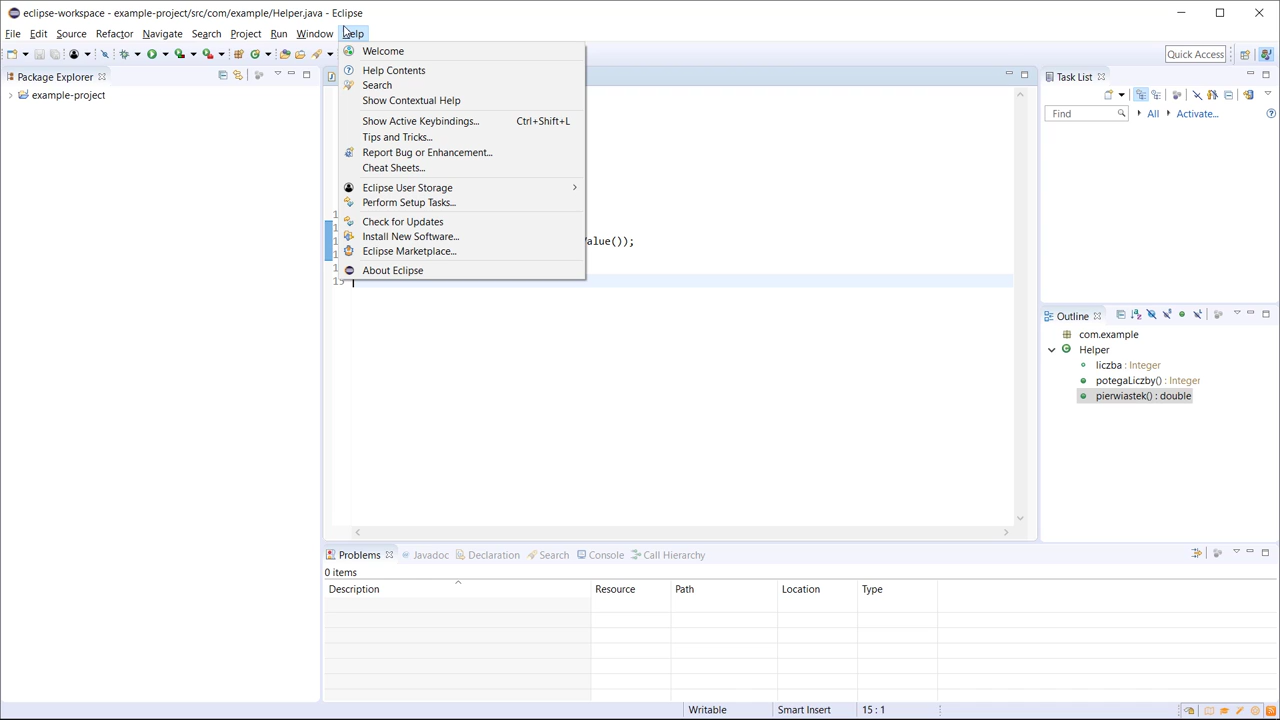 eclipse-workspace - example-project/src/com/example/Helper.java - Eclipse
File Edit Source Refactor Navigate Search Project Run Window Help
Quick Access
Package Explorer
example-project
Welcome
Help Contents
Search
Show Contextual Help
Show Active Keybindings... Ctrl+Shift+L
Tips and Tricks...
Report Bug or Enhancement...
Cheat Sheets...
Eclipse User Storage
Perform Setup Tasks...
Check for Updates
Install New Software...
Eclipse Marketplace...
About Eclipse
alue());
15
Task List
Find All Activate...
Outline
com.example
Helper
liczba : Integer
potegaLiczby() : Integer
pierwiastek() : double
Problems Javadoc Declaration Search Console Call Hierarchy
0 items
Description Resource Path Location Type
Writable Smart Insert 15 : 1